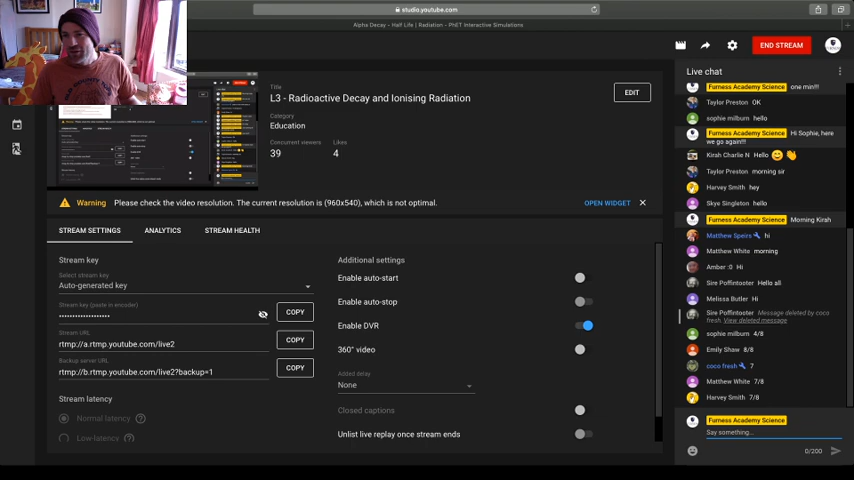 studio.youtube.com
Alpha Decay - Half Life | Radiation - PhET Interactive Simulations
END STREAM
Title
L3 - Radioactive Decay and Ionising Radiation
EDIT
Category
Education
Concurrent viewers
39
Likes
4
Warning Please check the video resolution. The current resolution is (960x540), which is not optimal.
OPEN WIDGET
STREAM SETTINGS
ANALYTICS
STREAM HEALTH
Stream key
Select stream key
Auto-generated key
Stream key (paste in encoder)
COPY
Stream URL
rtmp://a.rtmp.youtube.com/live2
COPY
Backup server URL
rtmp://b.rtmp.youtube.com/live2?backup=1
COPY
Stream latency
Normal latency
Low-latency
Additional settings
Enable auto-start
Enable auto-stop
Enable DVR
360° video
Added delay
None
Closed captions
Unlist live replay once stream ends
Live chat
Furness Academy Science one min!!!
Taylor Preston OK
sophie milburn hello
Furness Academy Science Hi Sophie, here
we go again!!!
Kirah Charlie N Hello
Taylor Preston morning sir
Harvey Smith hey
Skye Singleton hello
Furness Academy Science Morning Kirah
Matthew Speirs hi
Matthew White morning
Ambar :0 Hi
Sire Poffintooter Hello all
Melissa Butler Hi
Sire Poffintooter Message deleted by coco
fresh. View deleted message
sophie milburn 4/8
Emily Shaw 8/8
coco fresh 7
Matthew White 7/8
Harvey Smith 7/8
Furness Academy Science
Say something...
0/200